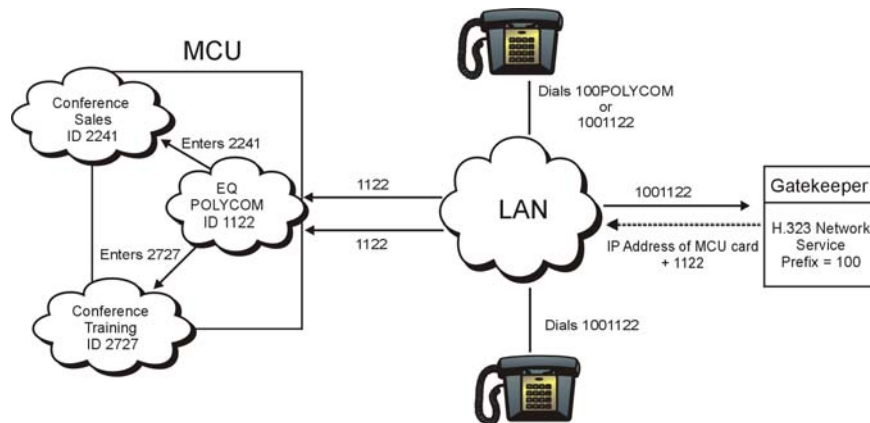 MCU
Conference
Sales
ID 2241
Enters 2241
EQ
POLYCOM
ID 1122
Enters 2727
Conference
Training
ID 2727
1122
1122
Dials 100POLYCOM
or
1001122
LAN
Dials 1001122
1001122
IP Address of MCU card
+ 1122
Gatekeeper
H.323 Network
Service
Prefix = 100